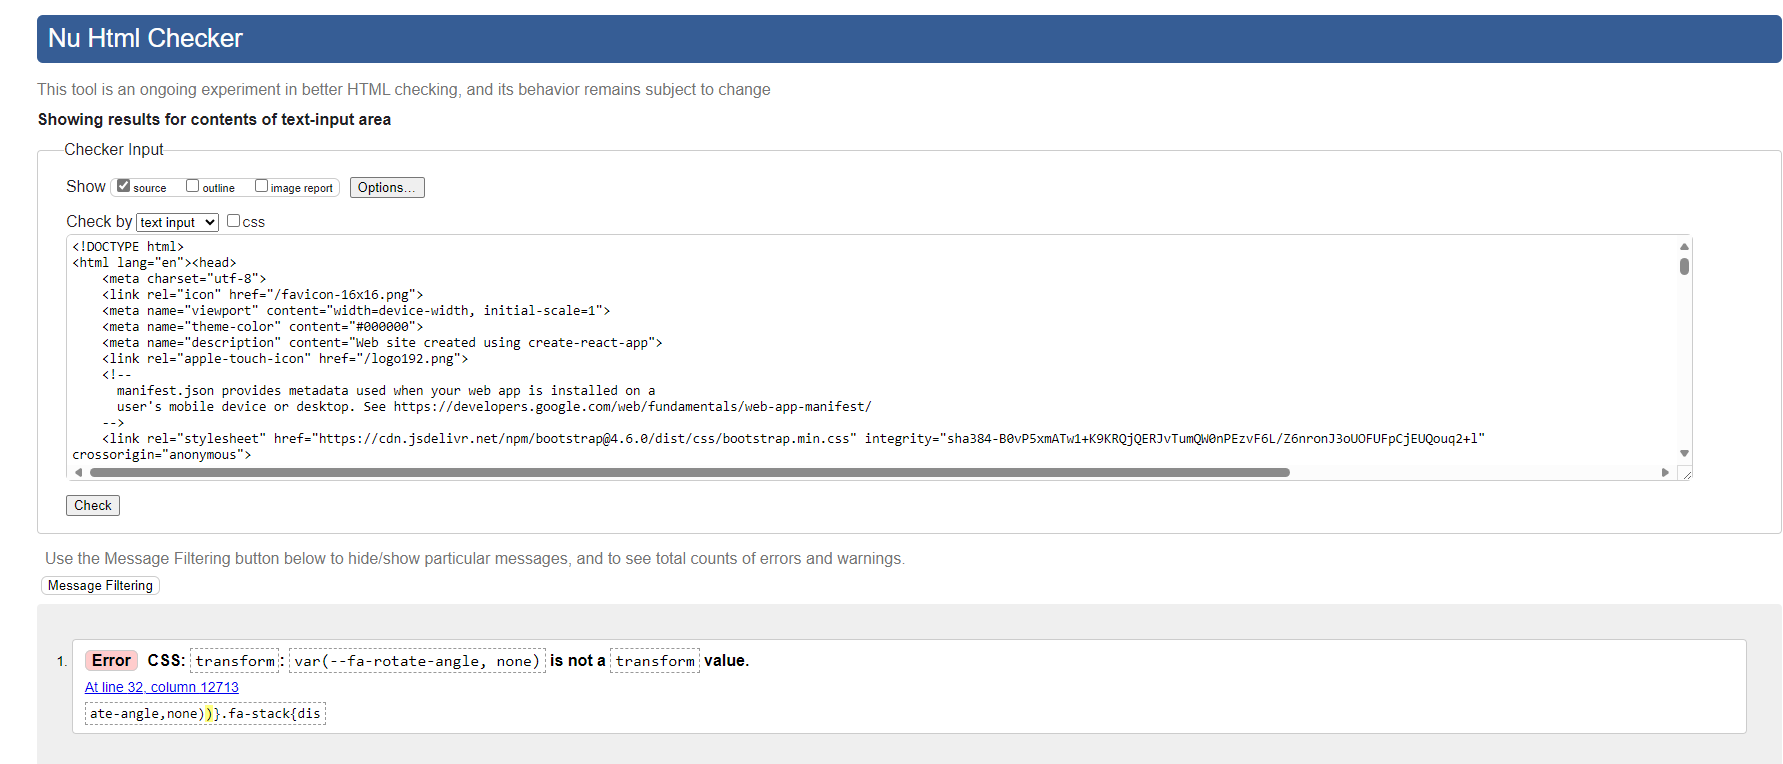 Nu Html Checker
This tool is an ongoing experiment in better HTML checking, and its behavior remains subject to change
Showing results for contents of text-input area
Checker Input
Show source outline image report Options...
Check by text input css
<!DOCTYPE html>
<html lang="en"><head>
    <meta charset="utf-8">
    <link rel="icon" href="/favicon-16x16.png">
    <meta name="viewport" content="width=device-width, initial-scale=1">
    <meta name="theme-color" content="#000000">
    <meta name="description" content="Web site created using create-react-app">
    <link rel="apple-touch-icon" href="/logo192.png">
    <!--
      manifest.json provides metadata used when your web app is installed on a
      user's mobile device or desktop. See https://developers.google.com/web/fundamentals/web-app-manifest/
    -->
    <link rel="stylesheet" href="https://cdn.jsdelivr.net/npm/bootstrap@4.6.0/dist/css/bootstrap.min.css" integrity="sha384-B0vP5xmATw1+K9KRQjQERJvTumQW0nPEzvF6L/Z6nronJ3oUOFUFpCjEUQouq2+l"
crossorigin="anonymous">
Check
Use the Message Filtering button below to hide/show particular messages, and to see total counts of errors and warnings.
Message Filtering
1. Error CSS: transform: var(--fa-rotate-angle, none) is not a transform value.
At line 32, column 12713
ate-angle,none))}.fa-stack{dis